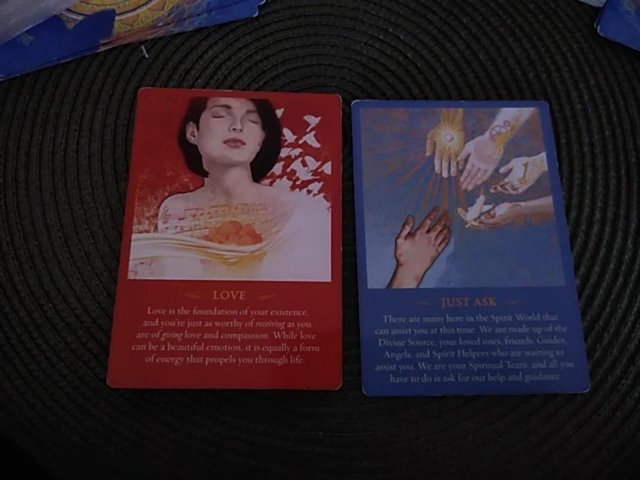 LOVE
Love is the foundation of your existence,
and you're just as worthy of receiving as you
are of giving love and compassion. While love
can be a beautiful emotion, it is equally a form
of energy that propels you through life.
JUST ASK
There are many here in the Spirit World that
can assist you at this time. We are made up of the
Divine Source, your loved ones, friends, Guides,
Angels, and Spirit Helpers who are waiting to
assist you. We are your Spiritual Team, and all you
have to do is ask for our help and guidance.